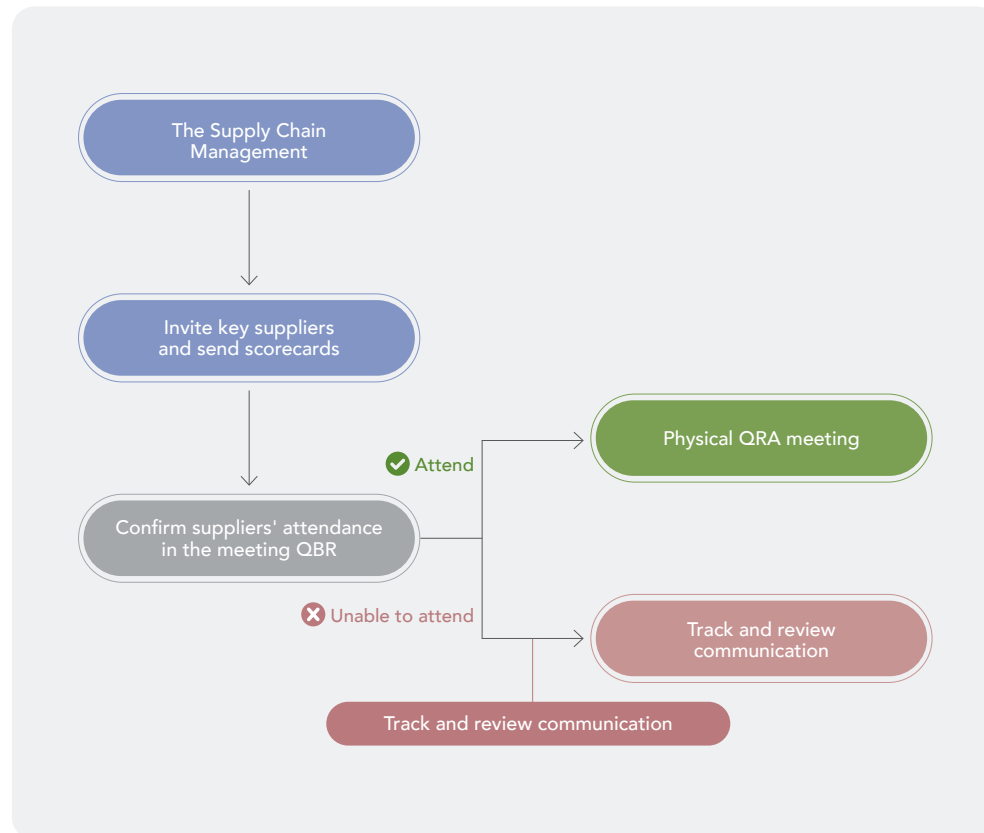 The Supply Chain
Management
Invite key suppliers
and send scorecards
Physical QRA meeting
Attend
Confirm suppliers' attendance
in the meeting QBR
Unable to attend
Track and review
communication
Track and review communication